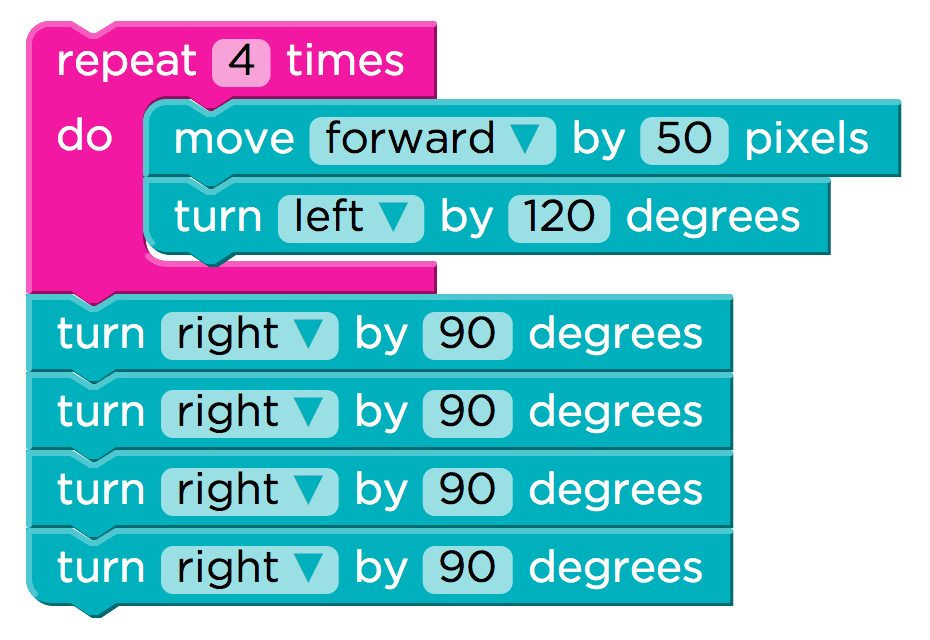 repeat 4 times
do move forward by 50 pixels
turn left by 120 degrees
turn right by 90 degrees
turn right by 90 degrees
turn right by 90 degrees
turn right by 90 degrees